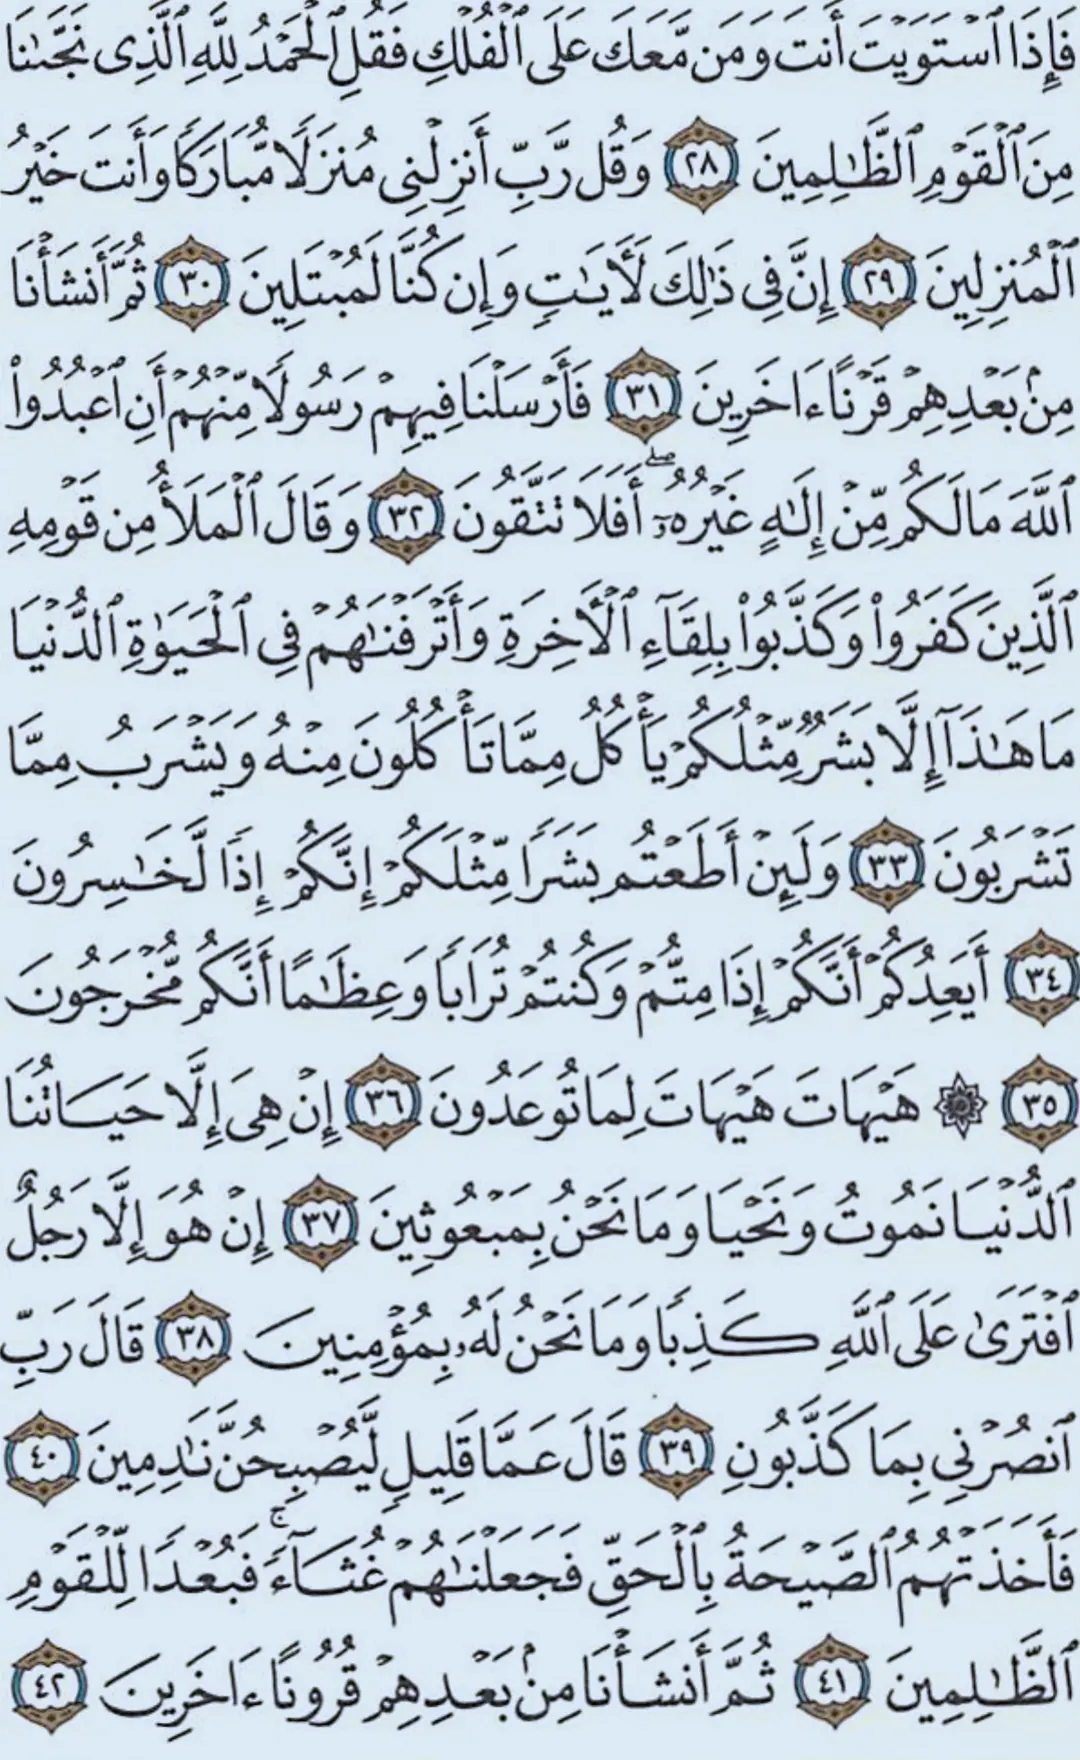 فَإِذَا ٱسْتَوَيْتَ أَنتَ وَمَن مَّعَكَ عَلَى ٱلْفُلْكِ فَقُلِ ٱلْحَمْدُ لِلَّهِ ٱلَّذِى نَجَّىٰنَا
مِنَ ٱلْقَوْمِ ٱلظَّـٰلِمِينَ ٢٨ وَقُل رَّبِّ أَنزِلْنِى مُنزَلًا مُّبَارَكًا وَأَنتَ خَيْرُ
ٱلْمُنزِلِينَ ٢٩ إِنَّ فِى ذَٰلِكَ لَـَٔايَـٰتٍ وَإِن كُنَّا لَمُبْتَلِينَ ٣٠ ثُمَّ أَنشَأْنَا
مِنۢ بَعْدِهِمْ قَرْنًا ءَاخَرِينَ ٣١ فَأَرْسَلْنَا فِيهِمْ رَسُولًا مِّنْهُمْ أَنِ ٱعْبُدُوا۟
ٱللَّهَ مَا لَكُم مِّنْ إِلَـٰهٍ غَيْرُهُۥٓ ۖ أَفَلَا تَتَّقُونَ ٣٢ وَقَالَ ٱلْمَلَأُ مِن قَوْمِهِ
ٱلَّذِينَ كَفَرُوا۟ وَكَذَّبُوا۟ بِلِقَآءِ ٱلْـَٔاخِرَةِ وَأَتْرَفْنَـٰهُمْ فِى ٱلْحَيَوٰةِ ٱلدُّنْيَا
مَا هَـٰذَآ إِلَّا بَشَرٌ مِّثْلُكُمْ يَأْكُلُ مِمَّا تَأْكُلُونَ مِنْهُ وَيَشْرَبُ مِمَّا
تَشْرَبُونَ ٣٣ وَلَئِنْ أَطَعْتُم بَشَرًا مِّثْلَكُمْ إِنَّكُمْ إِذًا لَّخَـٰسِرُونَ
٣٤ أَيَعِدُكُمْ أَنَّكُمْ إِذَا مِتُّمْ وَكُنتُمْ تُرَابًا وَعِظَـٰمًا أَنَّكُم مُّخْرَجُونَ
٣٥ ۞ هَيْهَاتَ هَيْهَاتَ لِمَا تُوعَدُونَ ٣٦ إِنْ هِىَ إِلَّا حَيَاتُنَا
ٱلدُّنْيَا نَمُوتُ وَنَحْيَا وَمَا نَحْنُ بِمَبْعُوثِينَ ٣٧ إِنْ هُوَ إِلَّا رَجُلٌ
ٱفْتَرَىٰ عَلَى ٱللَّهِ كَذِبًا وَمَا نَحْنُ لَهُۥ بِمُؤْمِنِينَ ٣٨ قَالَ رَبِّ
ٱنصُرْنِى بِمَا كَذَّبُونِ ٣٩ قَالَ عَمَّا قَلِيلٍ لَّيُصْبِحُنَّ نَـٰدِمِينَ ٤٠
فَأَخَذَتْهُمُ ٱلصَّيْحَةُ بِٱلْحَقِّ فَجَعَلْنَـٰهُمْ غُثَآءً ۚ فَبُعْدًا لِّلْقَوْمِ
ٱلظَّـٰلِمِينَ ٤١ ثُمَّ أَنشَأْنَا مِنۢ بَعْدِهِمْ قُرُونًا ءَاخَرِينَ ٤٢